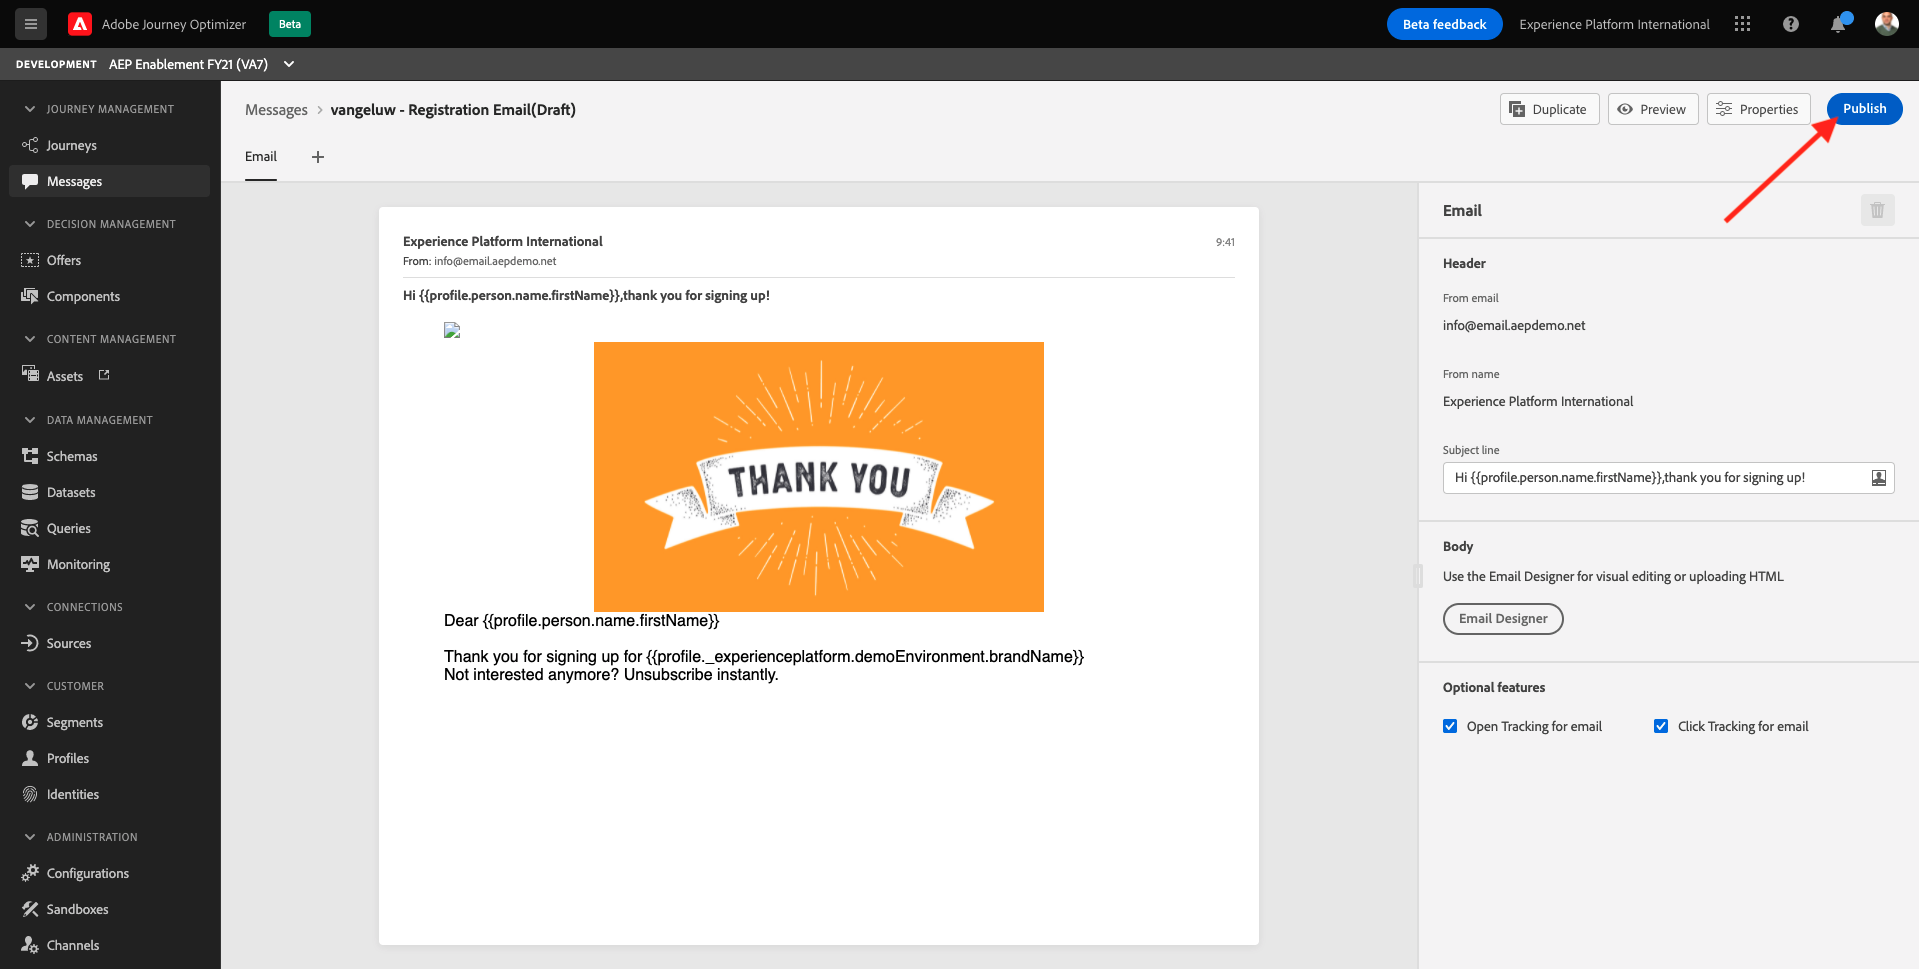 Adobe Journey Optimizer
Beta
Beta feedback
Experience Platform International
DEVELOPMENT AEP Enablement FY21 (VA7)
JOURNEY MANAGEMENT
Journeys
Messages
DECISION MANAGEMENT
Offers
Components
CONTENT MANAGEMENT
Assets
DATA MANAGEMENT
Schemas
Datasets
Queries
Monitoring
CONNECTIONS
Sources
CUSTOMER
Segments
Profiles
Identities
ADMINISTRATION
Configurations
Sandboxes
Channels
Messages > vangeluw - Registration Email(Draft)
Duplicate
Preview
Properties
Publish
Email
Experience Platform International
9:41
From: info@email.aepdemo.net
Hi {{profile.person.name.firstName}},thank you for signing up!
THANK YOU
Dear {{profile.person.name.firstName}}
Thank you for signing up for {{profile._experienceplatform.demoEnvironment.brandName}}
Not interested anymore? Unsubscribe instantly.
Email
Header
From email
info@email.aepdemo.net
From name
Experience Platform International
Subject line
Hi {{profile.person.name.firstName}},thank you for signing up!
Body
Use the Email Designer for visual editing or uploading HTML
Email Designer
Optional features
Open Tracking for email
Click Tracking for email